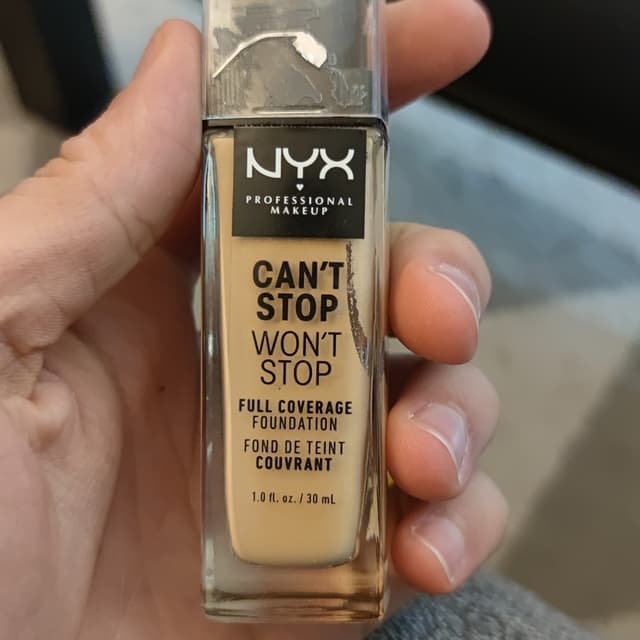 NYX
PROFESSIONAL
MAKEUP
CAN'T
STOP
WON'T
STOP
FULL COVERAGE
FOUNDATION
FOND DE TEINT
COUVRANT
1.0 fl. oz. / 30 mL